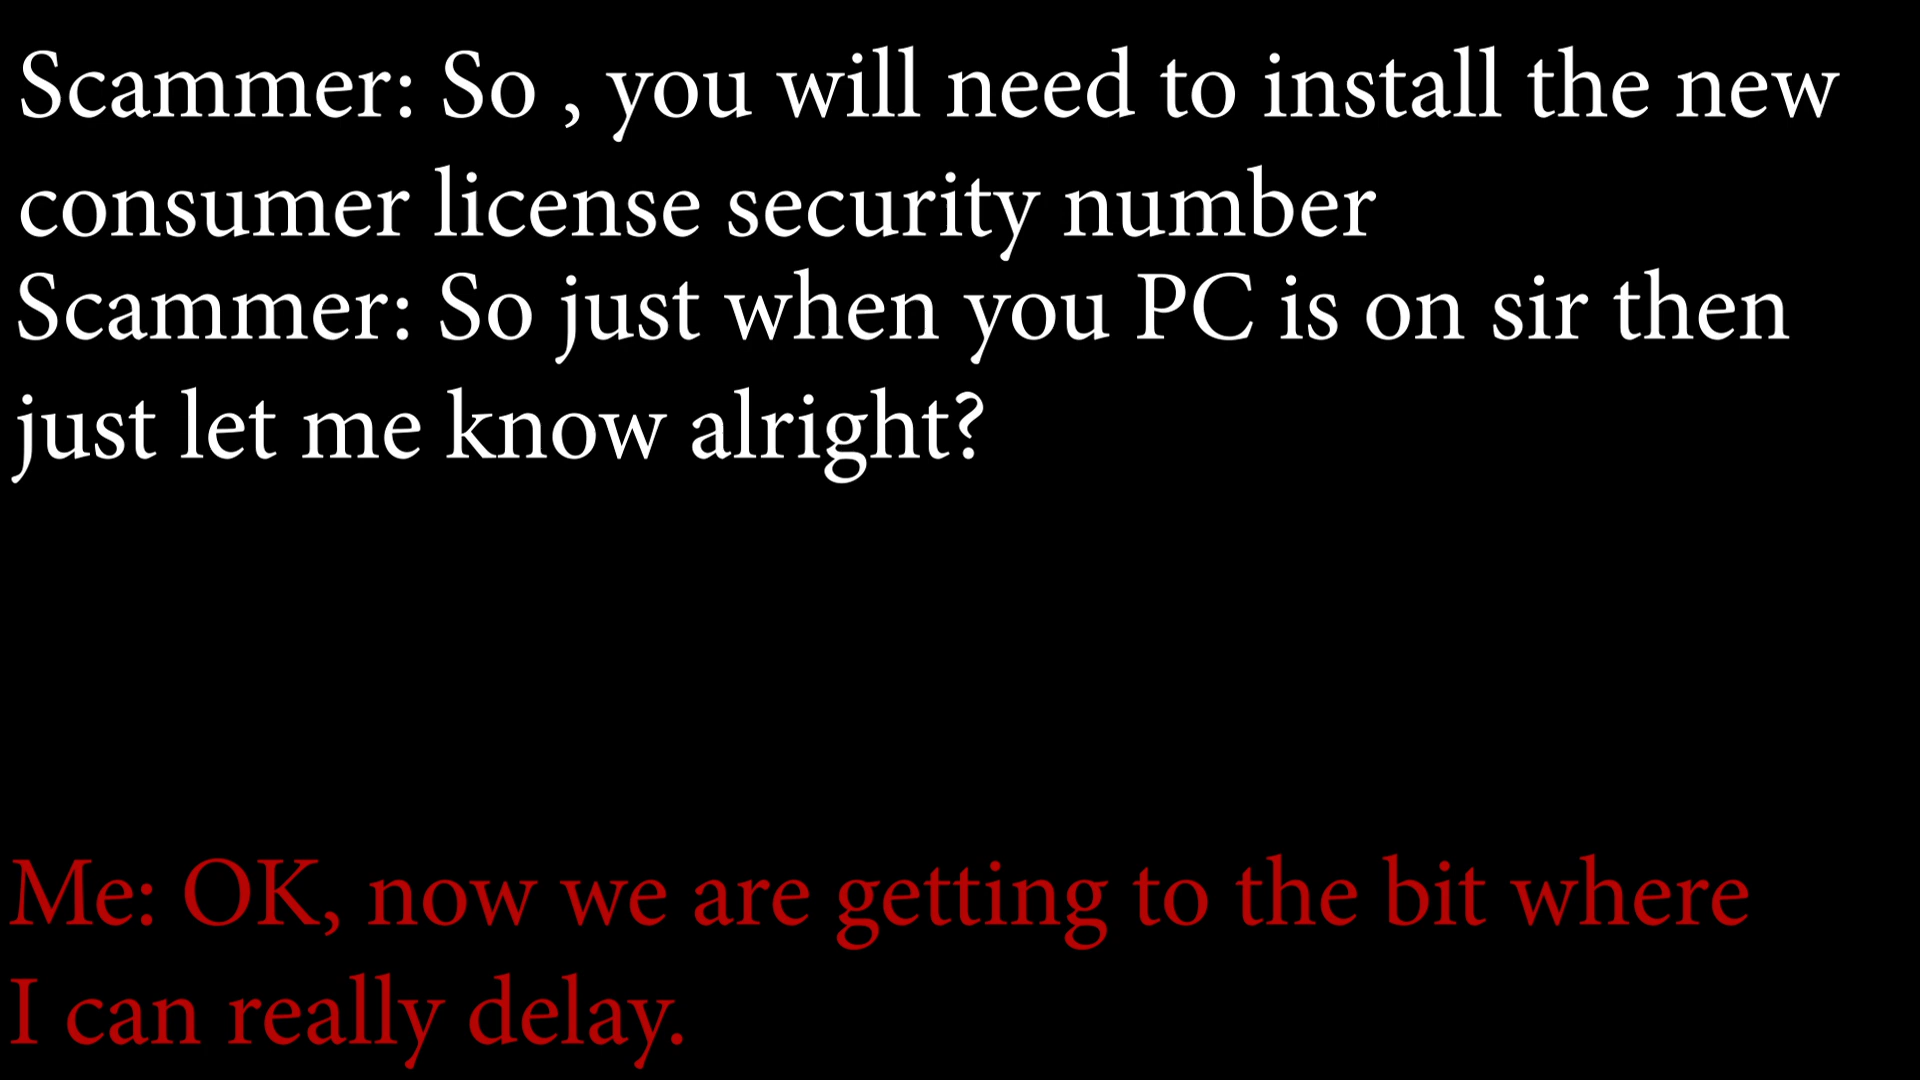 Scammer: So , you will need to install the new
consumer license security number
Scammer: So just when you PC is on sir then
just let me know alright?
Me: OK, now we are getting to the bit where
I can really delay.